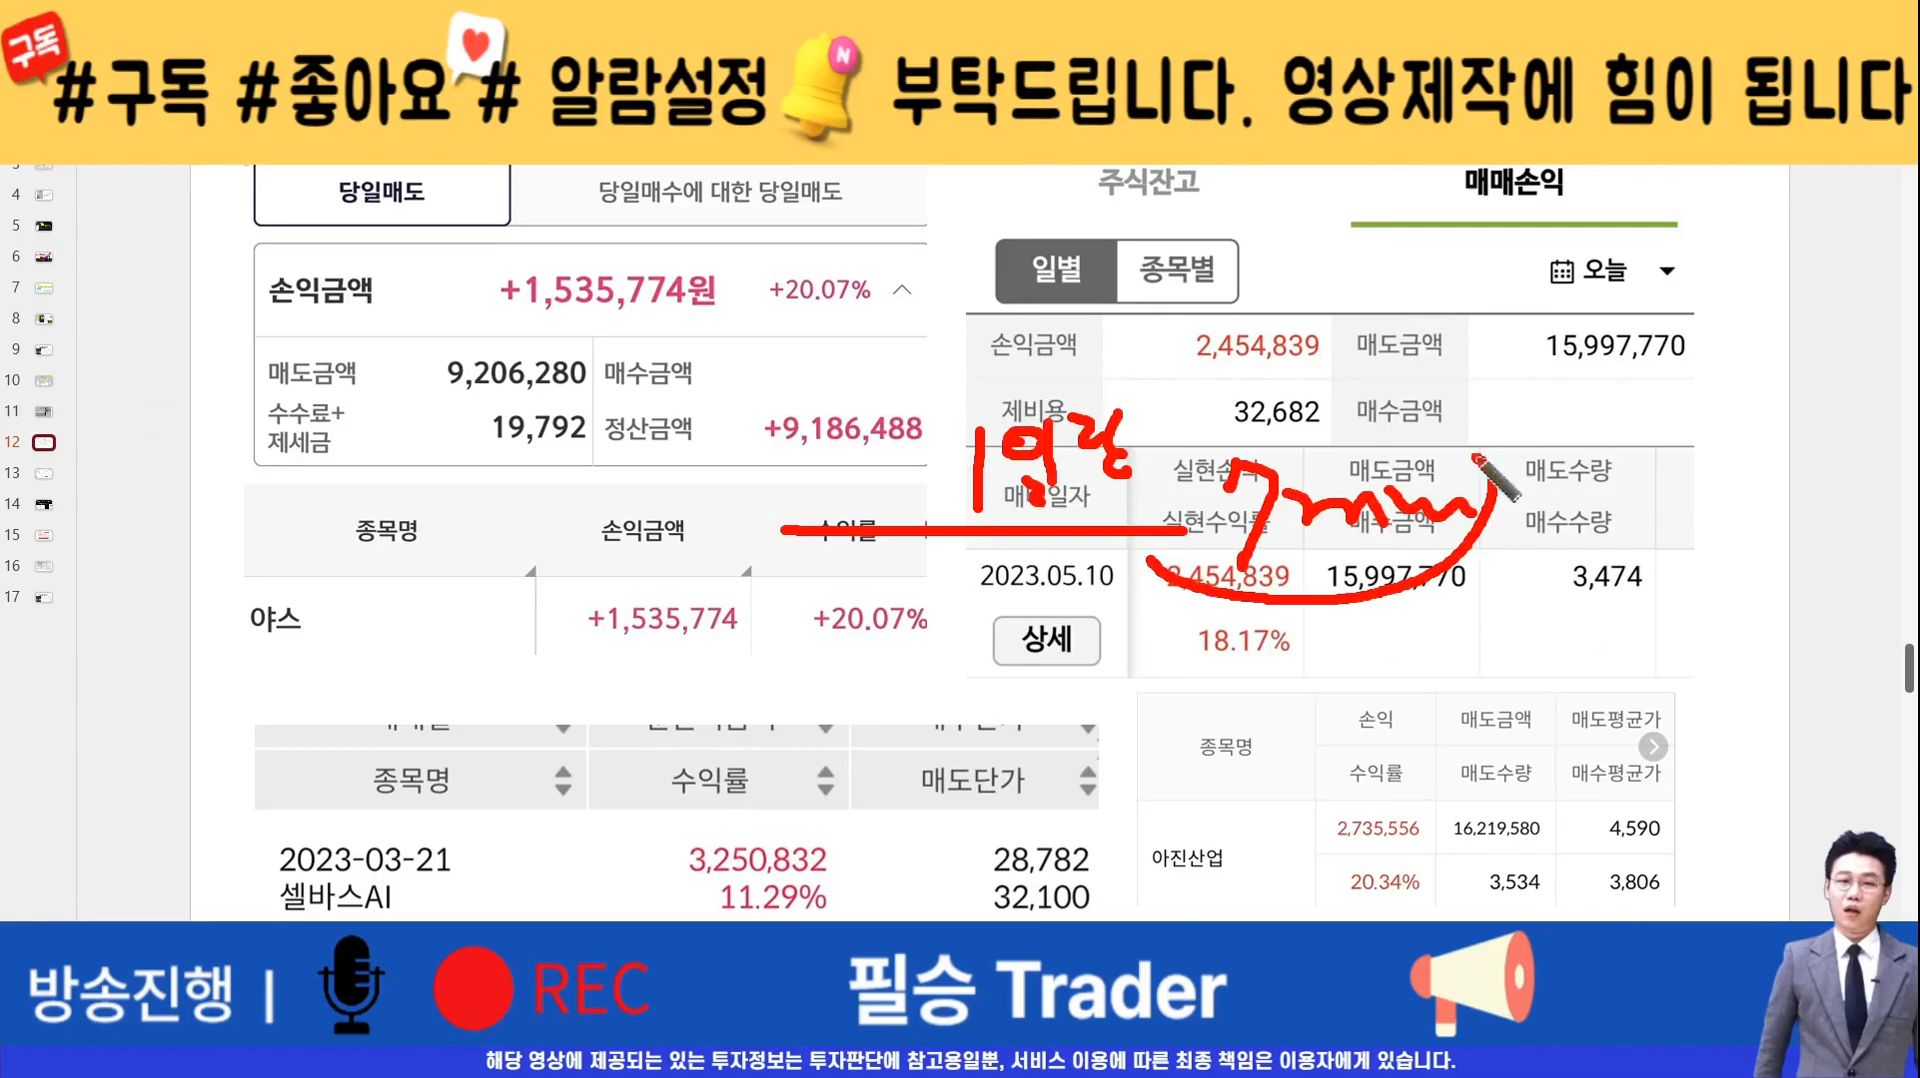 구독
#구독 #좋아요 # 알람설정 N 부탁드립니다. 영상제작에 힘이 됩니다
4
5
6
7
8
9
10
11
12
13
14
15
16
17
당일매도 당일매수에 대한 당일매도
손익금액 +1,535,774원 +20.07%
매도금액 9,206,280 매수금액
수수료+
제세금 19,792 정산금액 +9,186,488
종목명 손익금액 수익률
야스 +1,535,774 +20.07%
주식잔고 매매손익
일별 종목별 오늘
손익금액 2,454,839 매도금액 15,997,770
제비용 32,682 매수금액
매매일자 실현손익 매도금액 매도수량
실현수익률 매수금액 매수수량
2023.05.10 2,454,839 15,997,770 3,474
상세 18.17%
종목명 수익률 매도단가
2023-03-21 3,250,832 28,782
셀바스AI 11.29% 32,100
종목명 손익 매도금액 매도평균가
수익률 매도수량 매수평균가
아진산업 2,735,556 16,219,580 4,590
20.34% 3,534 3,806
방송진행 | REC 필승 Trader
해당 영상에 제공되는 있는 투자정보는 투자판단에 참고용일뿐, 서비스 이용에 따른 최종 책임은 이용자에게 있습니다.